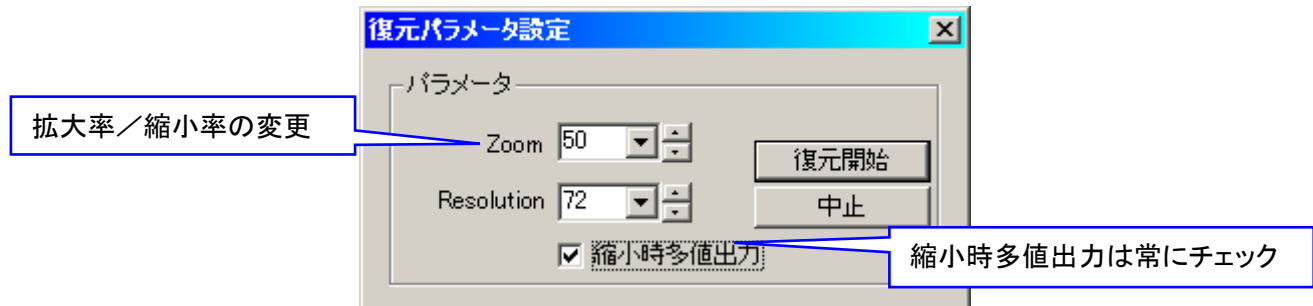 復元パラメータ設定
パラメータ
拡大率／縮小率の変更
Zoom 50
復元開始
Resolution 72
中止
縮小時多値出力
縮小時多値出力は常にチェック